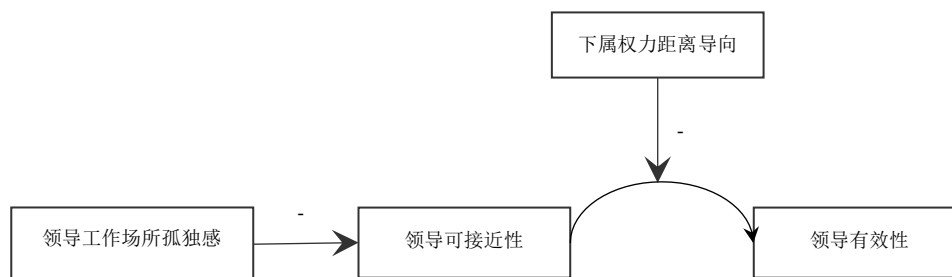 下属权力距离导向
-
-
领导工作场所孤独感
领导可接近性
领导有效性